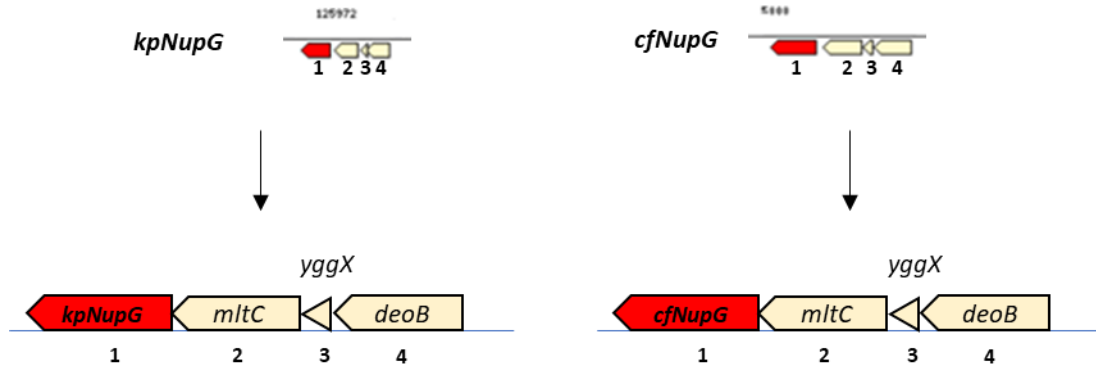 125972
kpNupG
1 2 3 4
5000
cfNupG
1 2 3 4
yggX
kpNupG mltC deoB
1 2 3 4
yggX
cfNupG mltC deoB
1 2 3 4